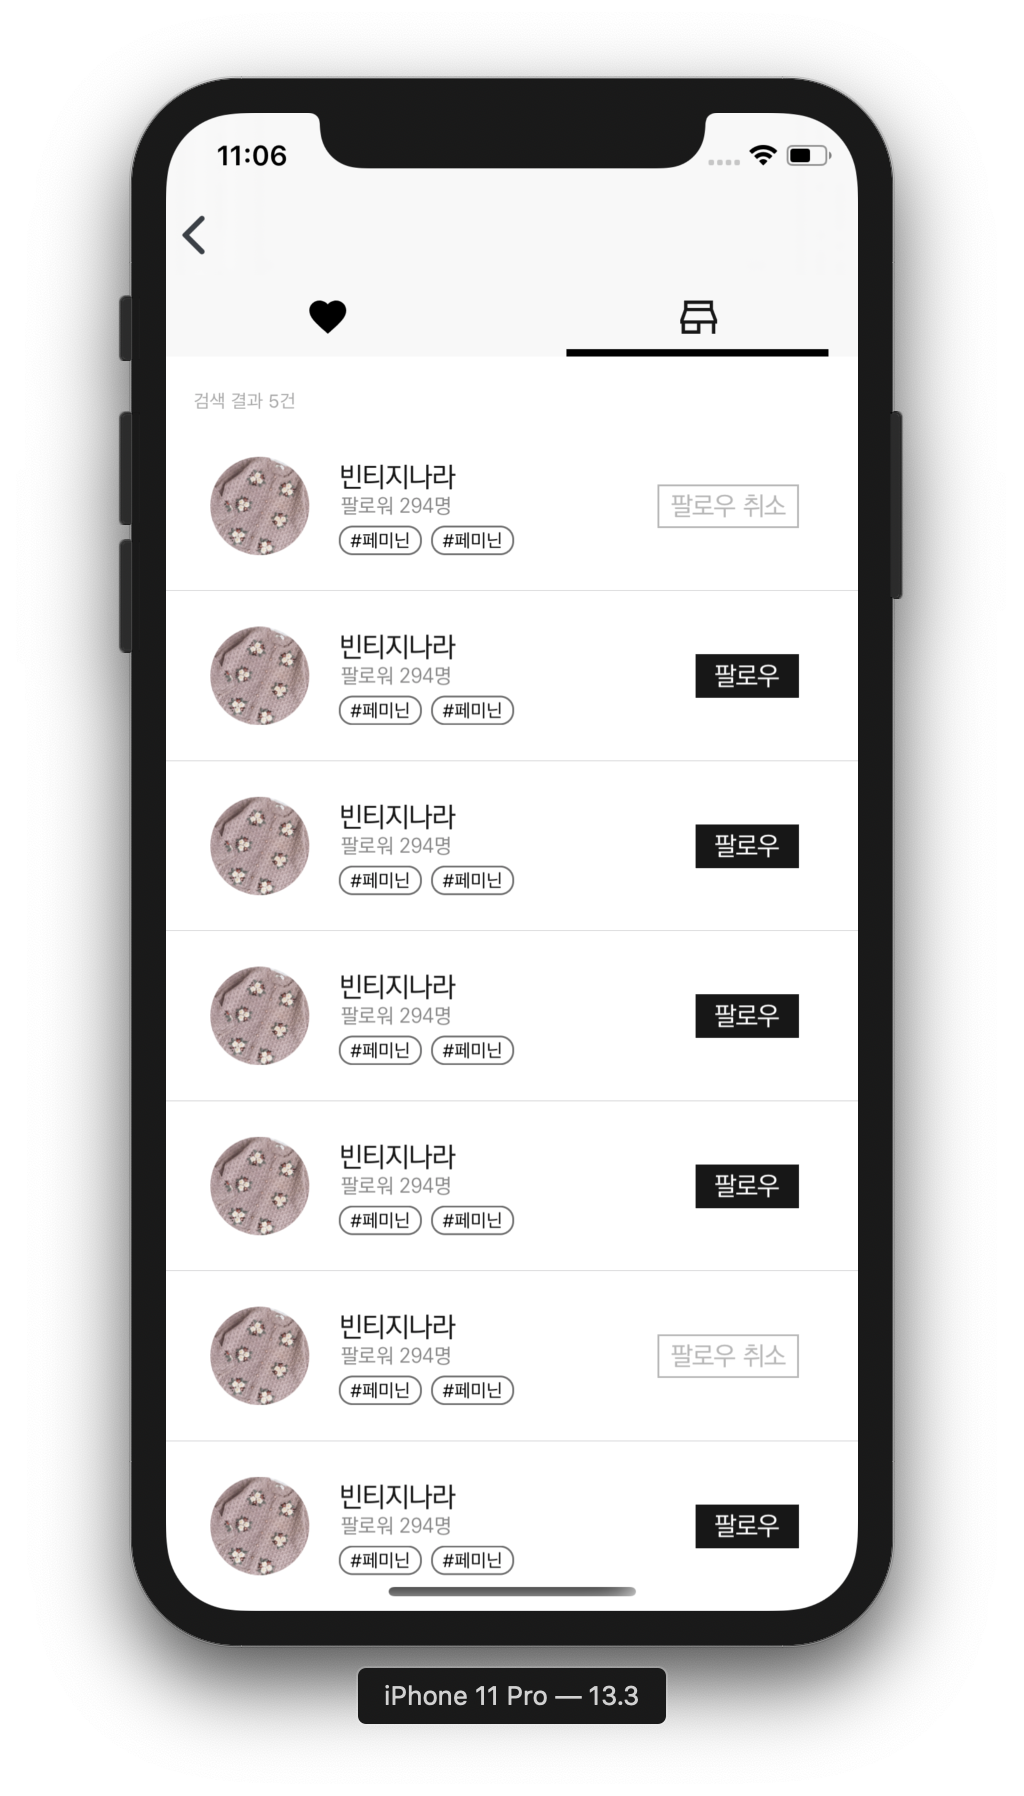 11:06
검색 결과 5건
빈티지나라
팔로워 294명
#페미닌 #페미닌
팔로우 취소
빈티지나라
팔로워 294명
#페미닌 #페미닌
팔로우
빈티지나라
팔로워 294명
#페미닌 #페미닌
팔로우
빈티지나라
팔로워 294명
#페미닌 #페미닌
팔로우
빈티지나라
팔로워 294명
#페미닌 #페미닌
팔로우
빈티지나라
팔로워 294명
#페미닌 #페미닌
팔로우 취소
빈티지나라
팔로워 294명
#페미닌 #페미닌
팔로우
iPhone 11 Pro — 13.3